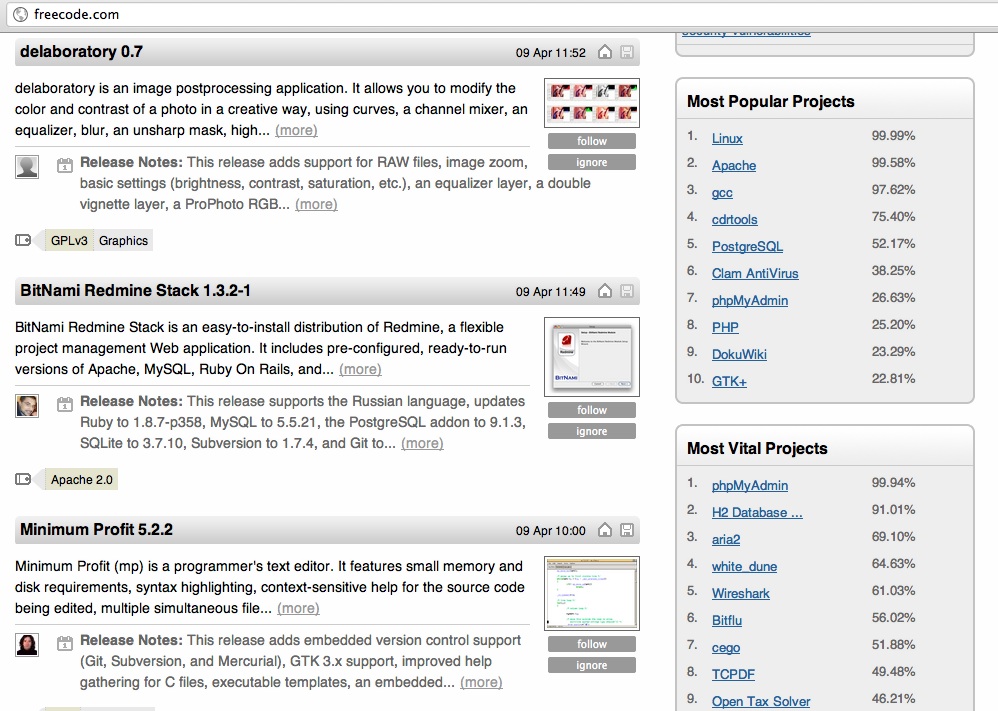 freecode.com
delaboratory 0.7
09 Apr 11:52
delaboratory is an image postprocessing application. It allows you to modify the
color and contrast of a photo in a creative way, using curves, a channel mixer, an
equalizer, blur, an unsharp mask, high... (more)
follow
ignore
Release Notes: This release adds support for RAW files, image zoom,
basic settings (brightness, contrast, saturation, etc.), an equalizer layer, a double
vignette layer, a ProPhoto RGB... (more)
GPLv3 Graphics
BitNami Redmine Stack 1.3.2-1
09 Apr 11:49
BitNami Redmine Stack is an easy-to-install distribution of Redmine, a flexible
project management Web application. It includes pre-configured, ready-to-run
versions of Apache, MySQL, Ruby On Rails, and... (more)
BITNAMI
follow
ignore
Release Notes: This release supports the Russian language, updates
Ruby to 1.8.7-p358, MySQL to 5.5.21, the PostgreSQL addon to 9.1.3,
SQLite to 3.7.10, Subversion to 1.7.4, and Git to... (more)
Apache 2.0
Minimum Profit 5.2.2
09 Apr 10:00
Minimum Profit (mp) is a programmer's text editor. It features small memory and
disk requirements, syntax highlighting, context-sensitive help for the source code
being edited, multiple simultaneous file... (more)
follow
ignore
Release Notes: This release adds embedded version control support
(Git, Subversion, and Mercurial), GTK 3.x support, improved help
gathering for C files, executable templates, an embedded... (more)
Security Vulnerabilities
Most Popular Projects
1. Linux 99.99%
2. Apache 99.58%
3. gcc 97.62%
4. cdrtools 75.40%
5. PostgreSQL 52.17%
6. Clam AntiVirus 38.25%
7. phpMyAdmin 26.63%
8. PHP 25.20%
9. DokuWiki 23.29%
10. GTK+ 22.81%
Most Vital Projects
1. phpMyAdmin 99.94%
2. H2 Database ... 91.01%
3. aria2 69.10%
4. white_dune 64.63%
5. Wireshark 61.03%
6. Bitflu 56.02%
7. cego 51.88%
8. TCPDF 49.48%
9. Open Tax Solver 46.21%